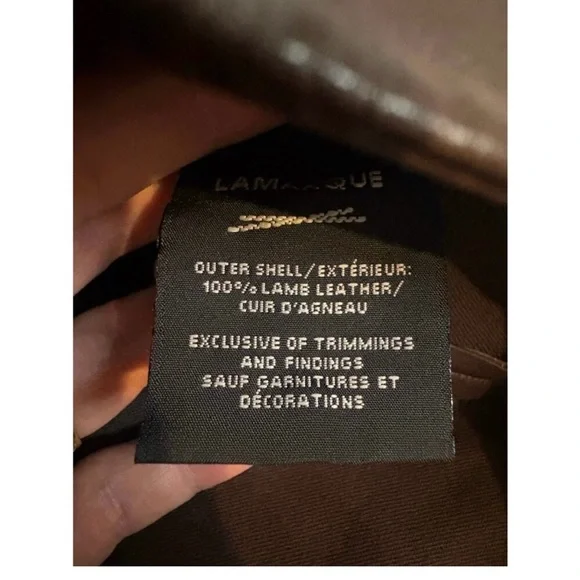 LAMARQUE
OUTER SHELL/EXTÉRIEUR:
100% LAMB LEATHER/
CUIR D'AGNEAU
EXCLUSIVE OF TRIMMINGS
AND FINDINGS
SAUF GARNITURES ET
DÉCORATIONS